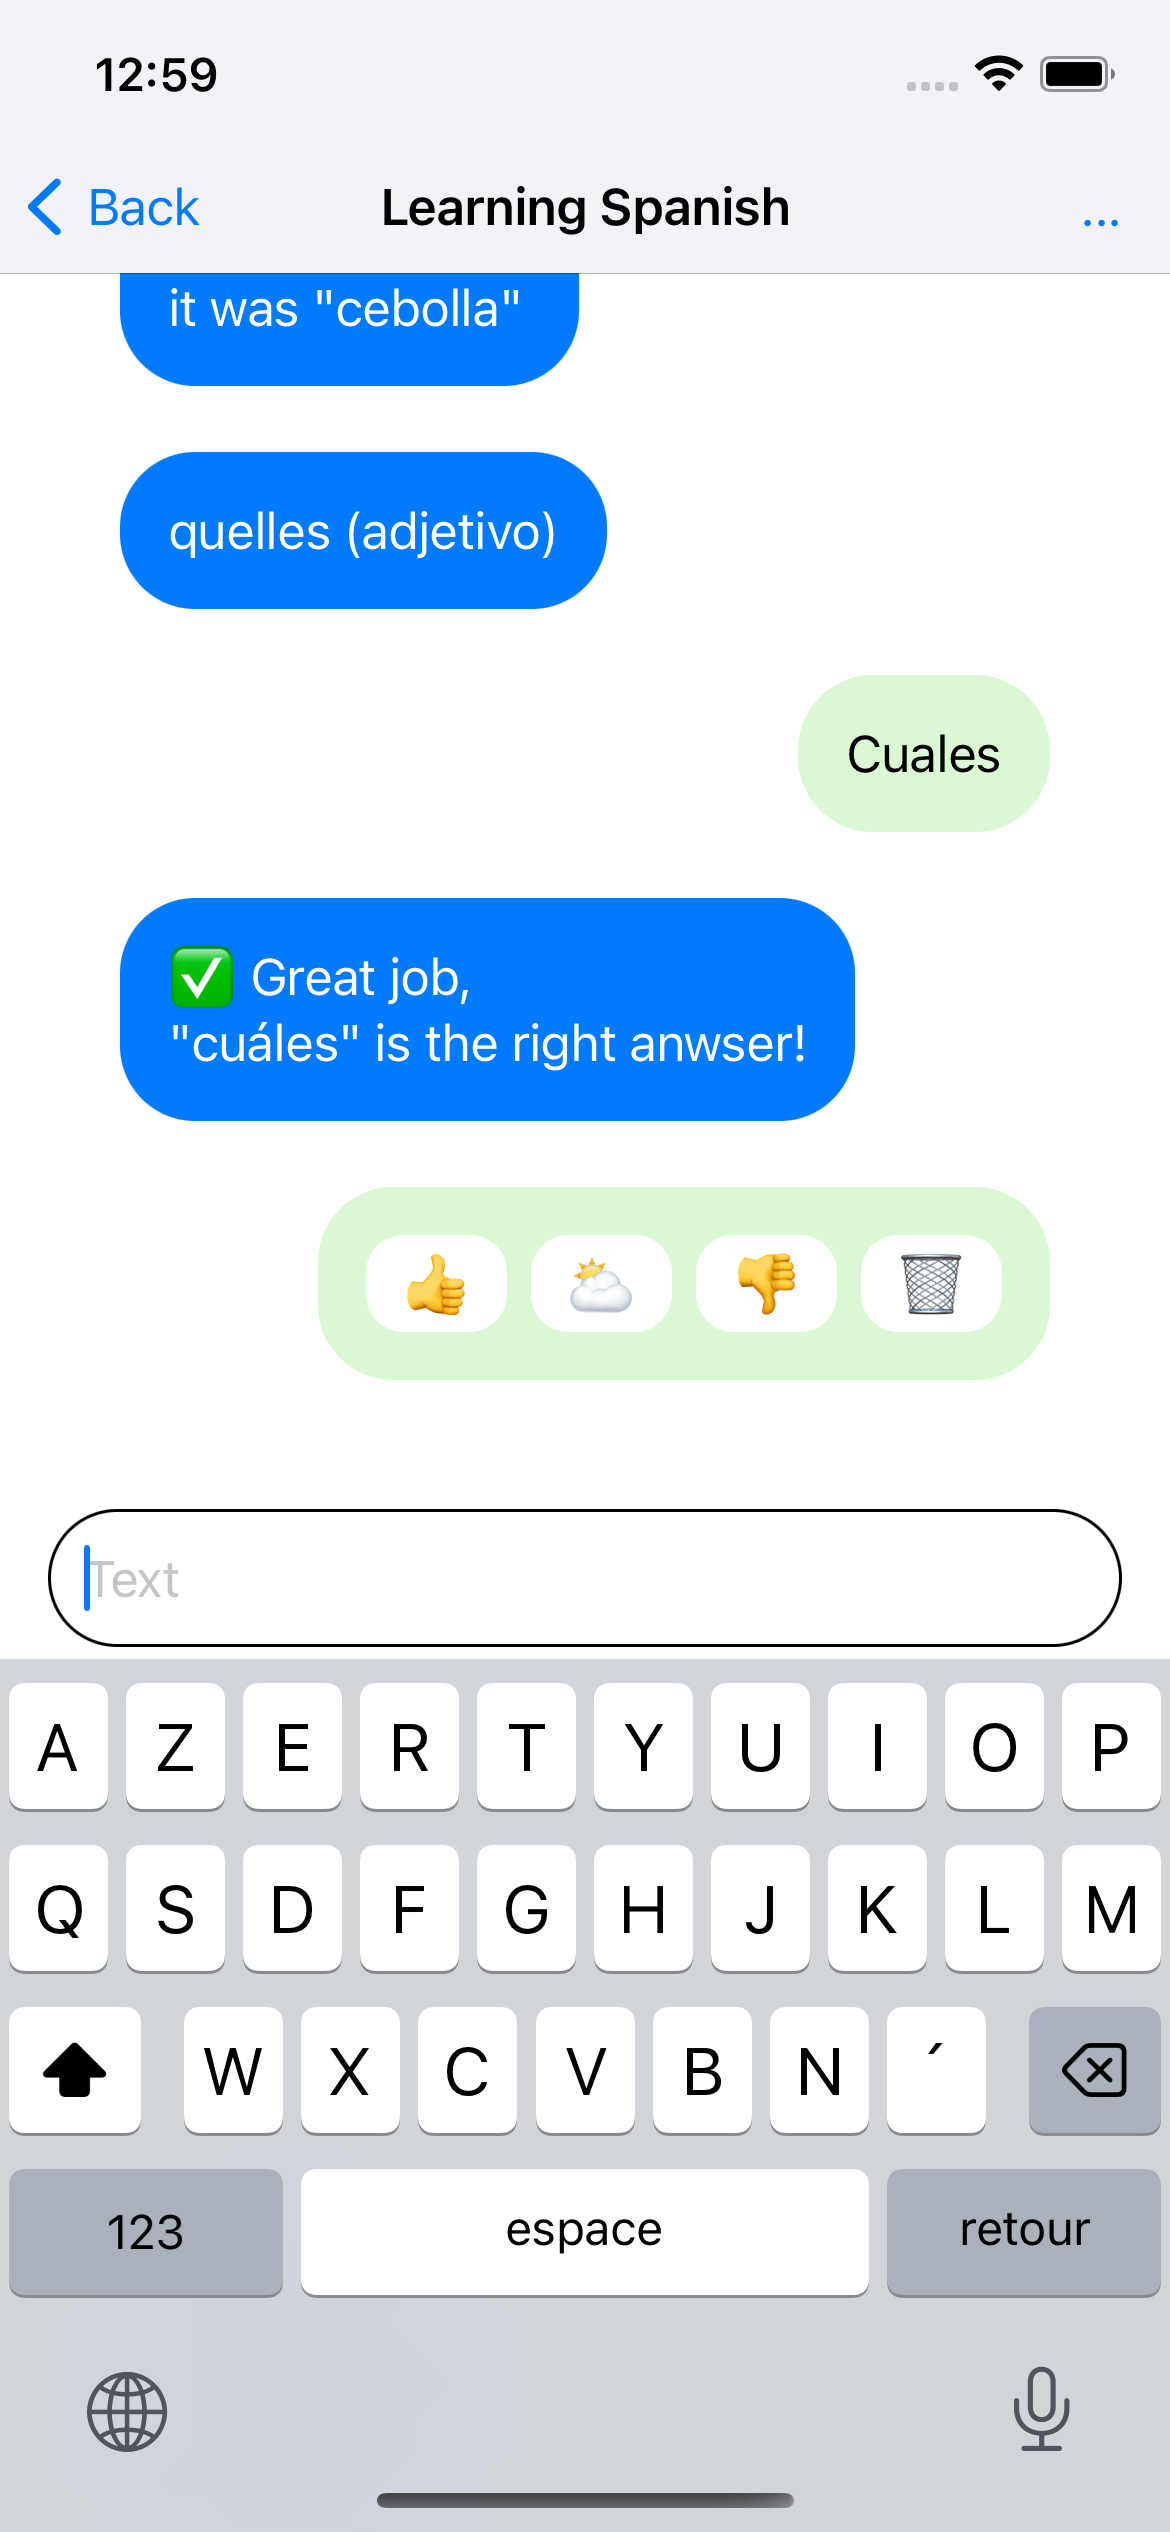 12:59
Back
Learning Spanish
...
it was "cebolla"
quelles (adjetivo)
Cuales
✅ Great job,
"cuáles" is the right anwser!
👍 🌥️ 👎 🗑️
Text
A Z E R T Y U I O P
Q S D F G H J K L M
W X C V B N ´
123 espace retour